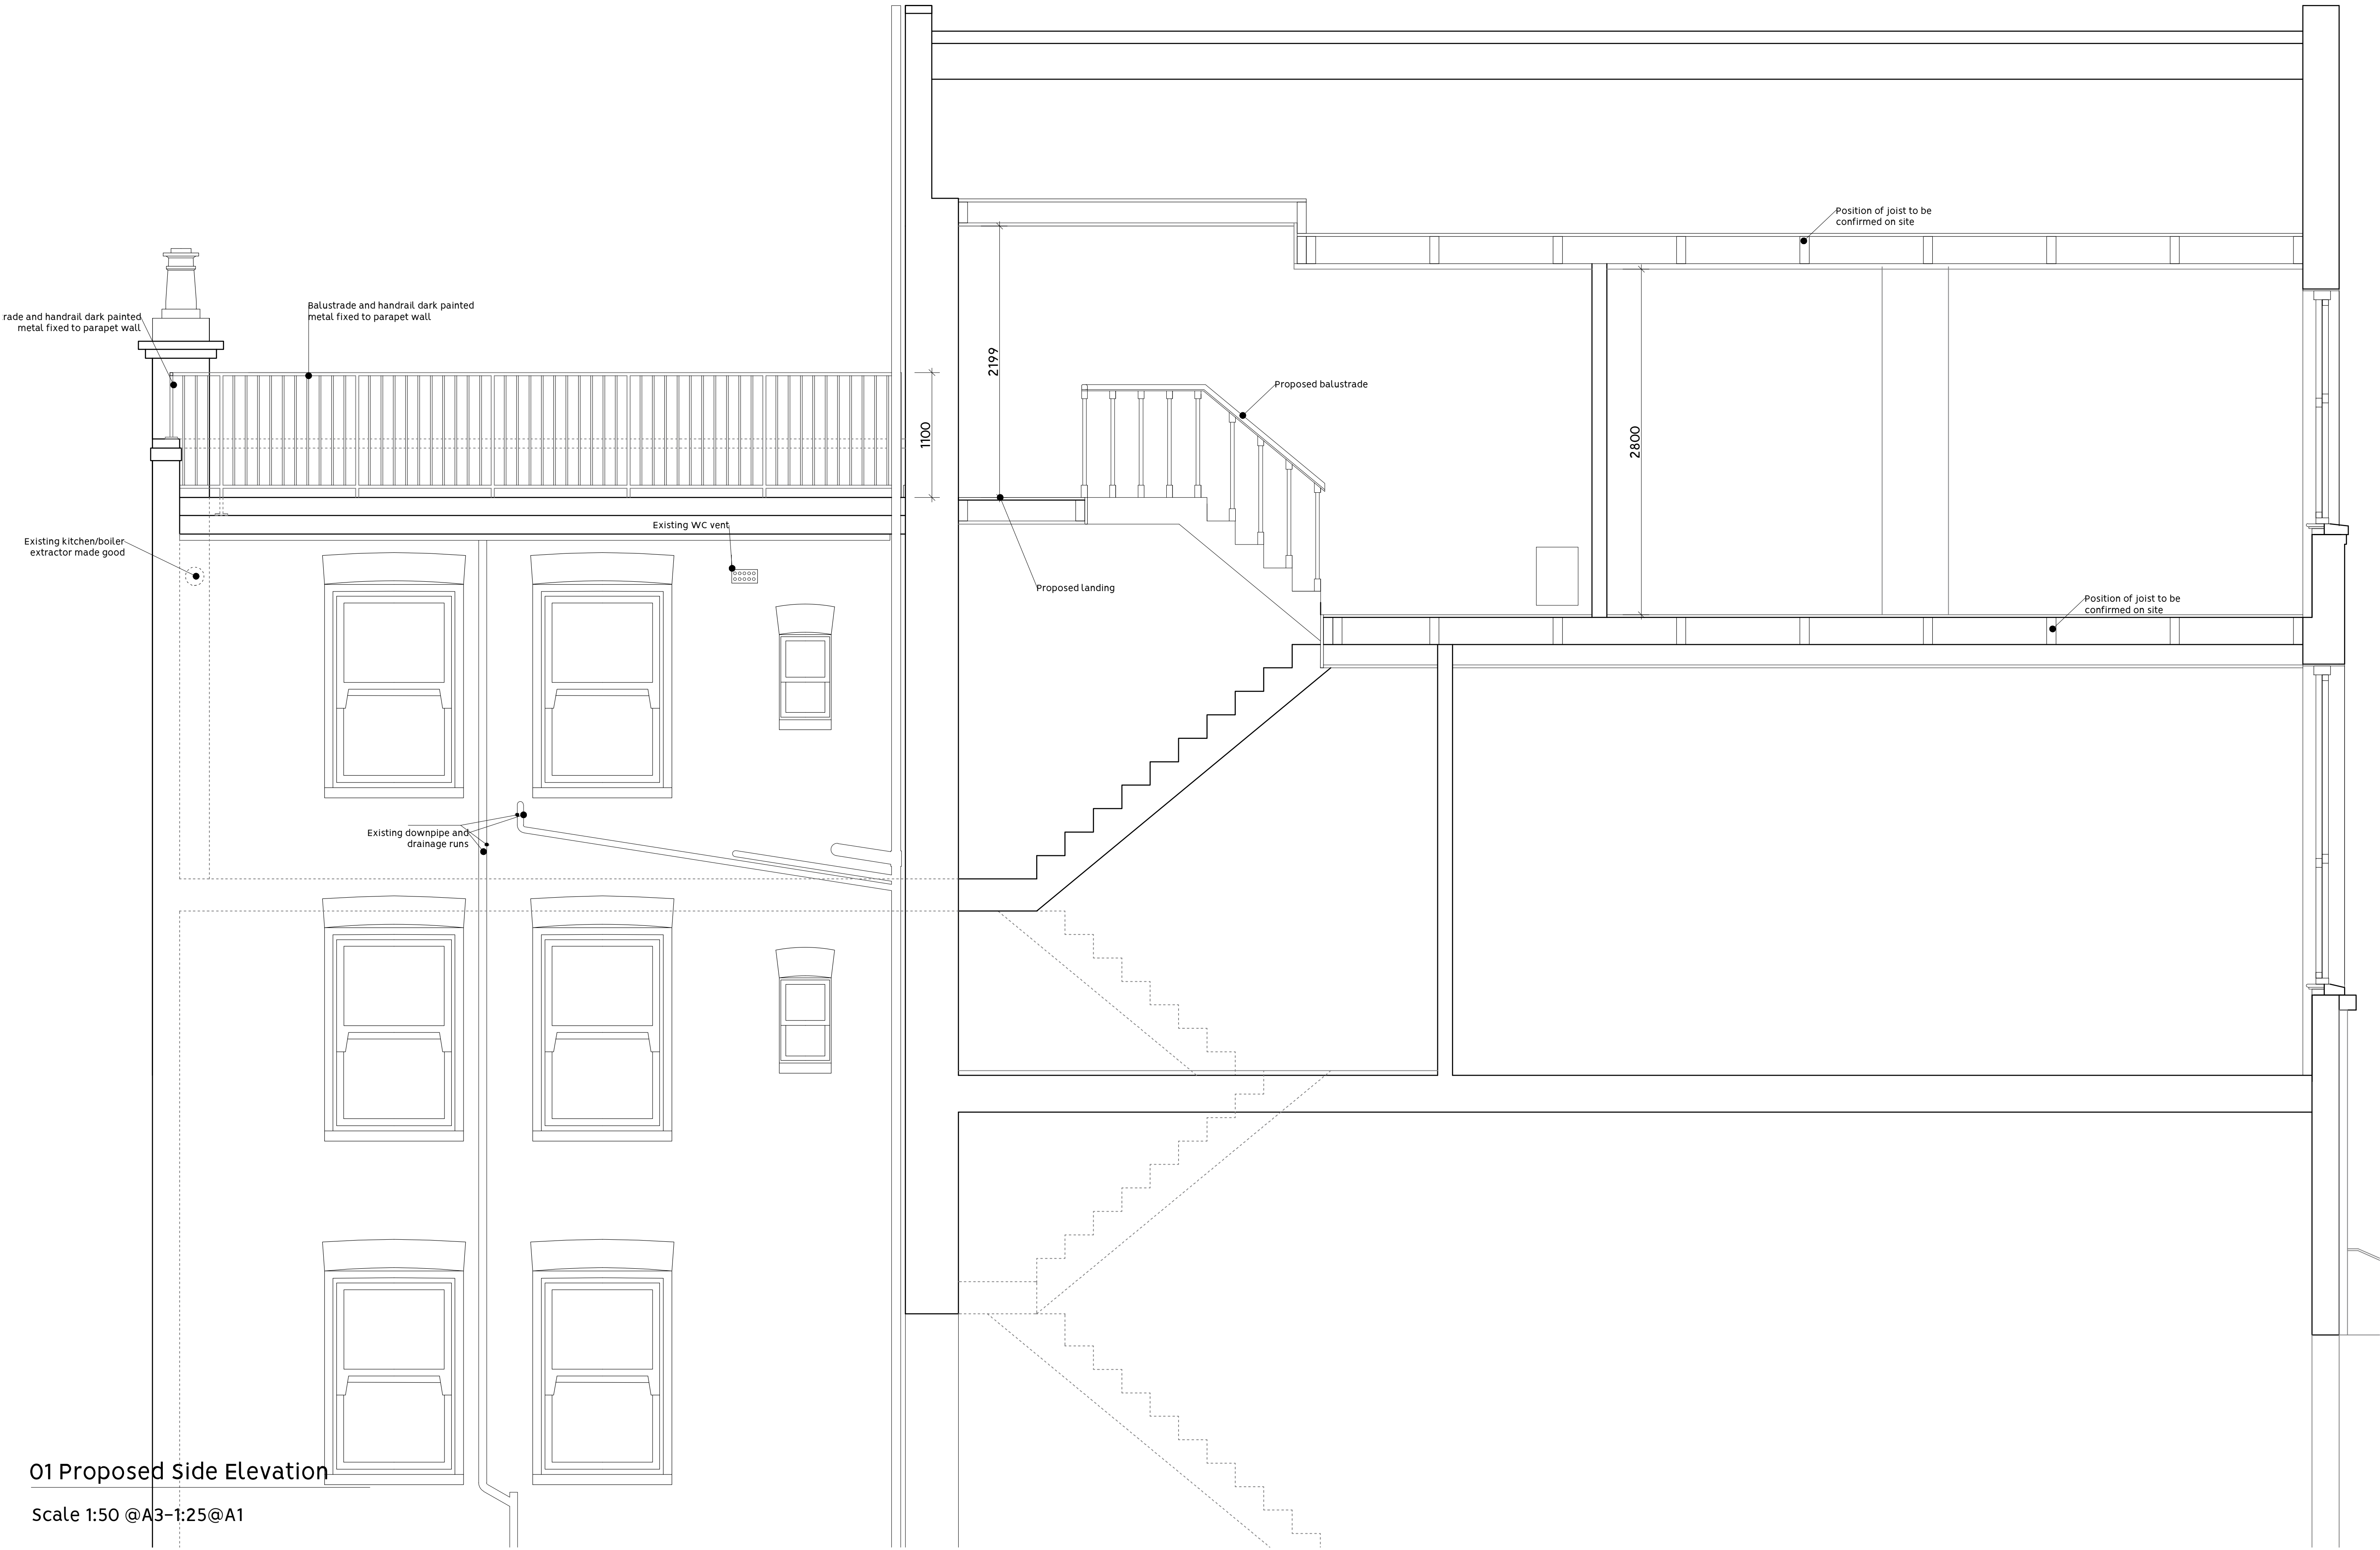 Position of joist to be
confirmed on site
Balustrade and handrail dark painted
metal fixed to parapet wall
rade and handrail dark painted
metal fixed to parapet wall
2199
Proposed balustrade
1100
2800
Existing WC vent
Existing kitchen/boiler
extractor made good
Proposed landing
Position of joist to be
confirmed on site
Existing downpipe and
drainage runs
01 Proposed Side Elevation
Scale 1:50 @A3-1:25@A1